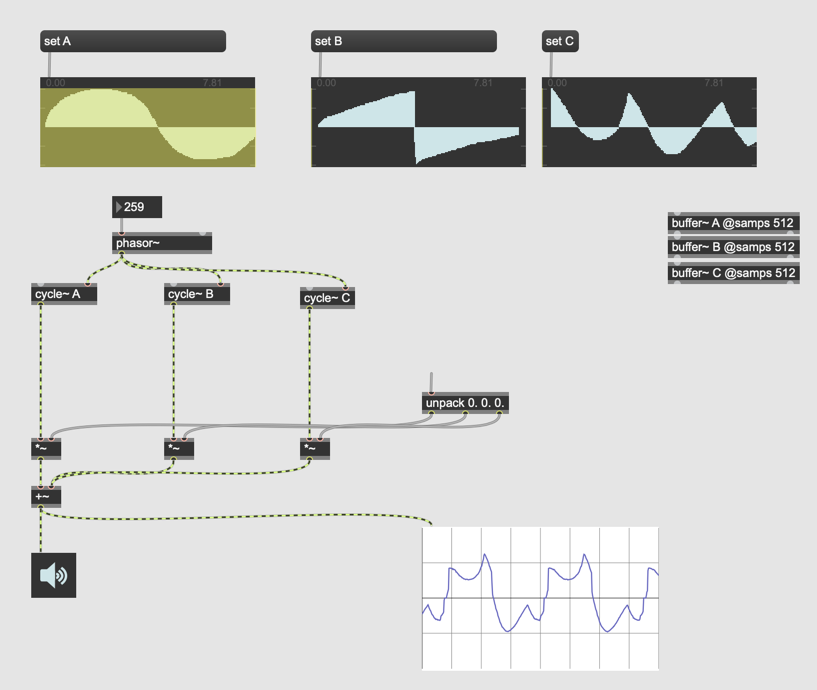 set A
set B
set C
0.00
7.81
0.00
7.81
0.00
7.81
259
phasor~
buffer~ A @samps 512
buffer~ B @samps 512
buffer~ C @samps 512
cycle~ A
cycle~ B
cycle~ C
unpack 0. 0. 0.
*~
*~
*~
+~